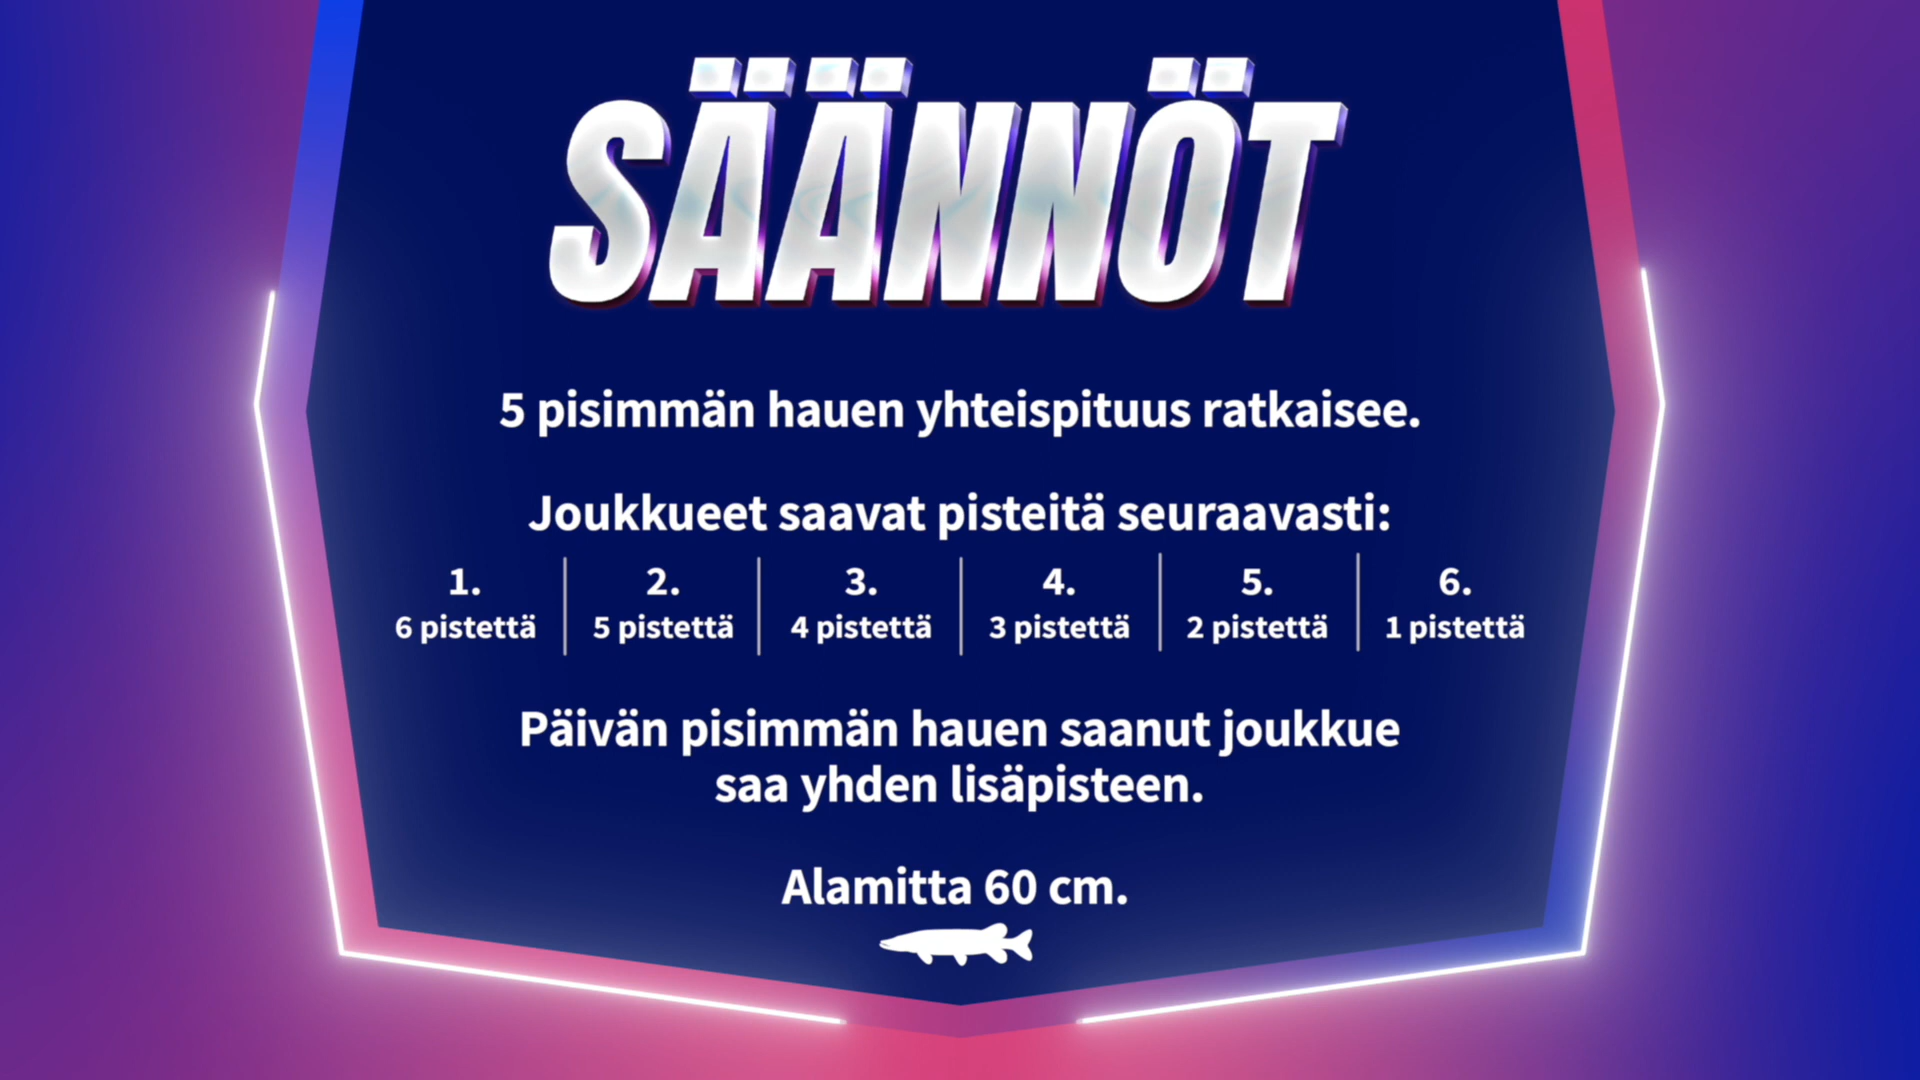 SÄÄNNÖT
5 pisimmän hauen yhteispituus ratkaisee.
Joukkueet saavat pisteitä seuraavasti:
1. 2. 3. 4. 5. 6.
6 pistettä 5 pistettä 4 pistettä 3 pistettä 2 pistettä 1 pistettä
Päivän pisimmän hauen saanut joukkue
saa yhden lisäpisteen.
Alamitta 60 cm.